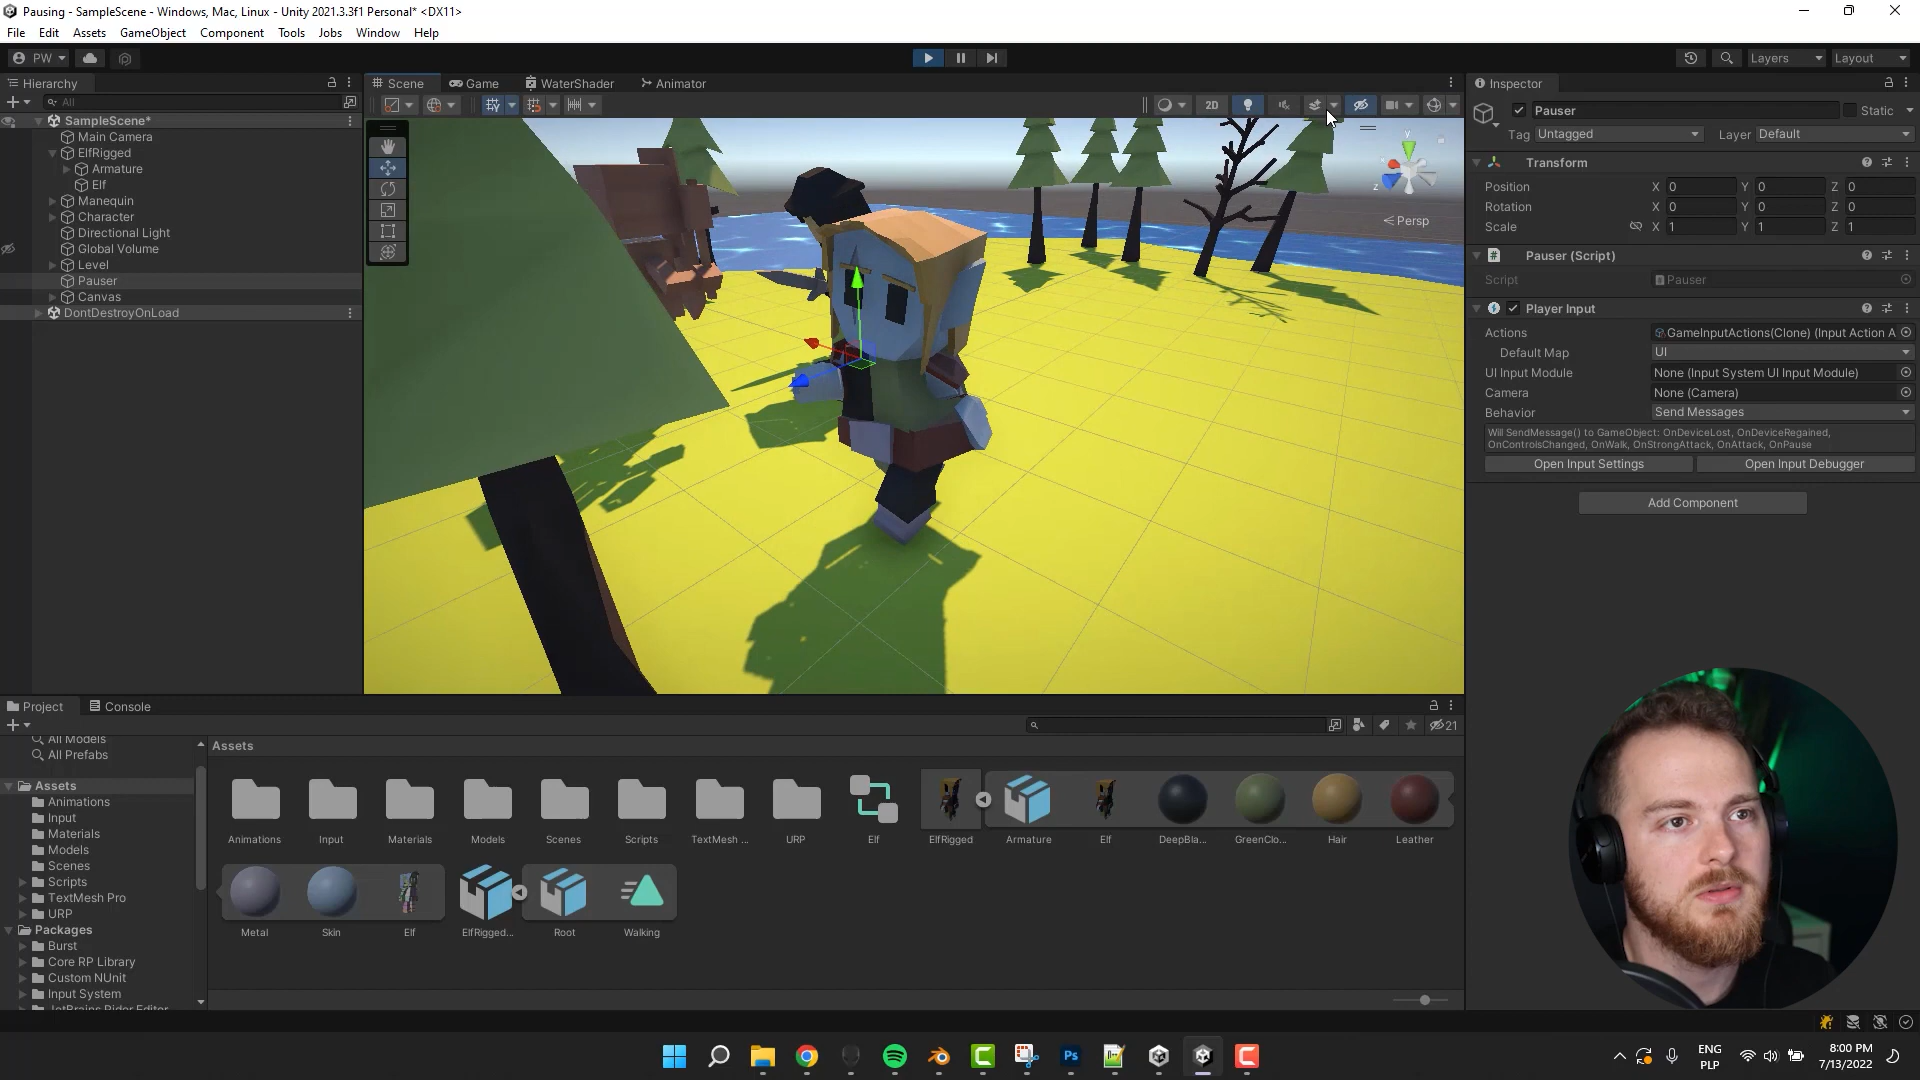 Pausing - SampleScene - Windows, Mac, Linux - Unity 2021.3.3f1 Personal* <DX11>
File Edit Assets GameObject Component Tools Jobs Window Help
PW Layers Layout
Hierarchy
All
SampleScene*
Main Camera
ElfRigged
Armature
Elf
Manequin
Character
Directional Light
Global Volume
Level
Pauser
Canvas
DontDestroyOnLoad
Scene Game WaterShader Animator
2D
y
z
Persp
Inspector
Pauser Static
Tag Untagged Layer Default
Transform
Position X 0 Y 0 Z 0
Rotation X 0 Y 0 Z 0
Scale X 1 Y 1 Z 1
Pauser (Script)
Script Pauser
Player Input
Actions GameInputActions(Clone) (Input Action A
Default Map UI
UI Input Module None (Input System UI Input Module)
Camera None (Camera)
Behavior Send Messages
Will SendMessage() to GameObject: OnDeviceLost, OnDeviceRegained,
OnControlsChanged, OnWalk, OnStrongAttack, OnAttack, OnPause
Open Input Settings Open Input Debugger
Add Component
Project Console
21
All Models
All Prefabs
Assets
Animations
Input
Materials
Models
Scenes
Scripts
TextMesh Pro
URP
Packages
Burst
Core RP Library
Custom NUnit
Input System
JetBrains Rider Editor
Assets
Animations Input Materials Models Scenes Scripts TextMesh ... URP Elf ElfRigged Armature Elf DeepBla... GreenClo... Hair Leather
Metal Skin Elf ElfRigged... Root Walking
Ps
ENG
PLP
8:00 PM
7/13/2022